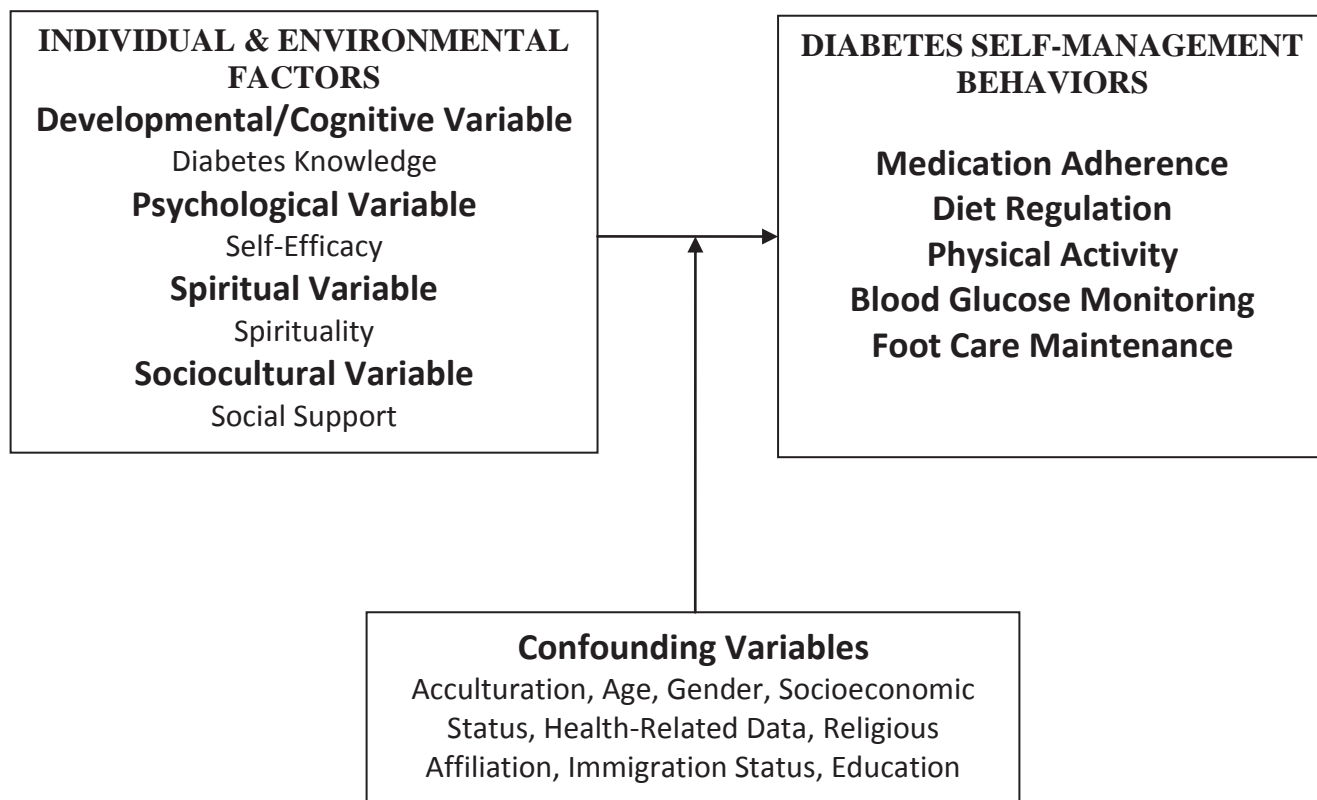 INDIVIDUAL & ENVIRONMENTAL
FACTORS
Developmental/Cognitive Variable
Diabetes Knowledge
Psychological Variable
Self-Efficacy
Spiritual Variable
Spirituality
Sociocultural Variable
Social Support
DIABETES SELF-MANAGEMENT
BEHAVIORS
Medication Adherence
Diet Regulation
Physical Activity
Blood Glucose Monitoring
Foot Care Maintenance
Confounding Variables
Acculturation, Age, Gender, Socioeconomic
Status, Health-Related Data, Religious
Affiliation, Immigration Status, Education